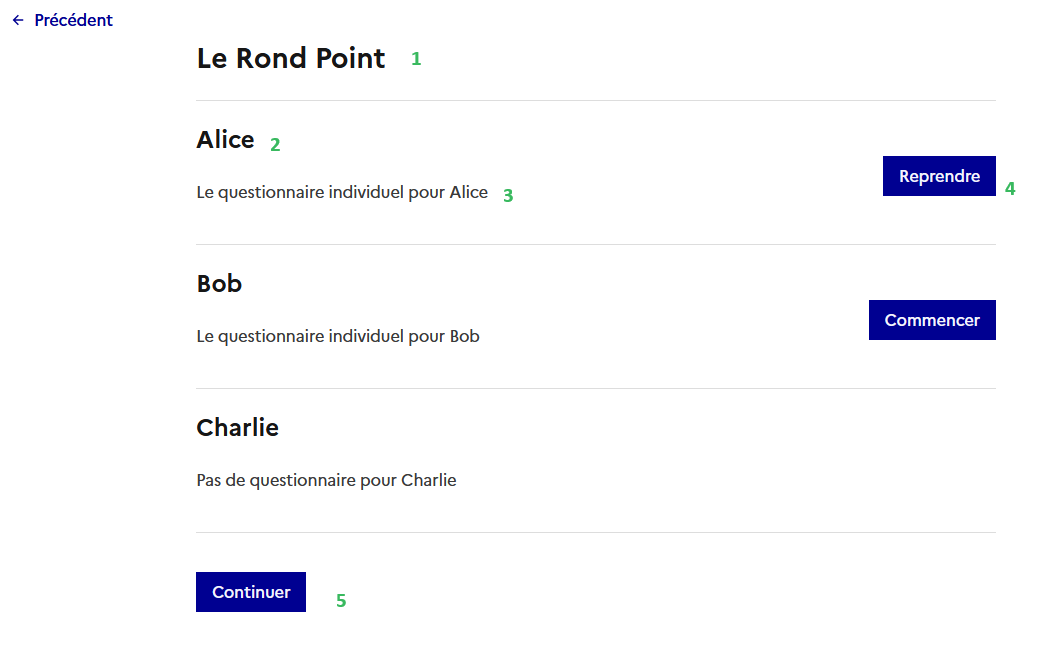 ← Précédent
Le Rond Point 1
Alice 2
Le questionnaire individuel pour Alice 3
Reprendre 4
Bob
Le questionnaire individuel pour Bob
Commencer
Charlie
Pas de questionnaire pour Charlie
Continuer 5